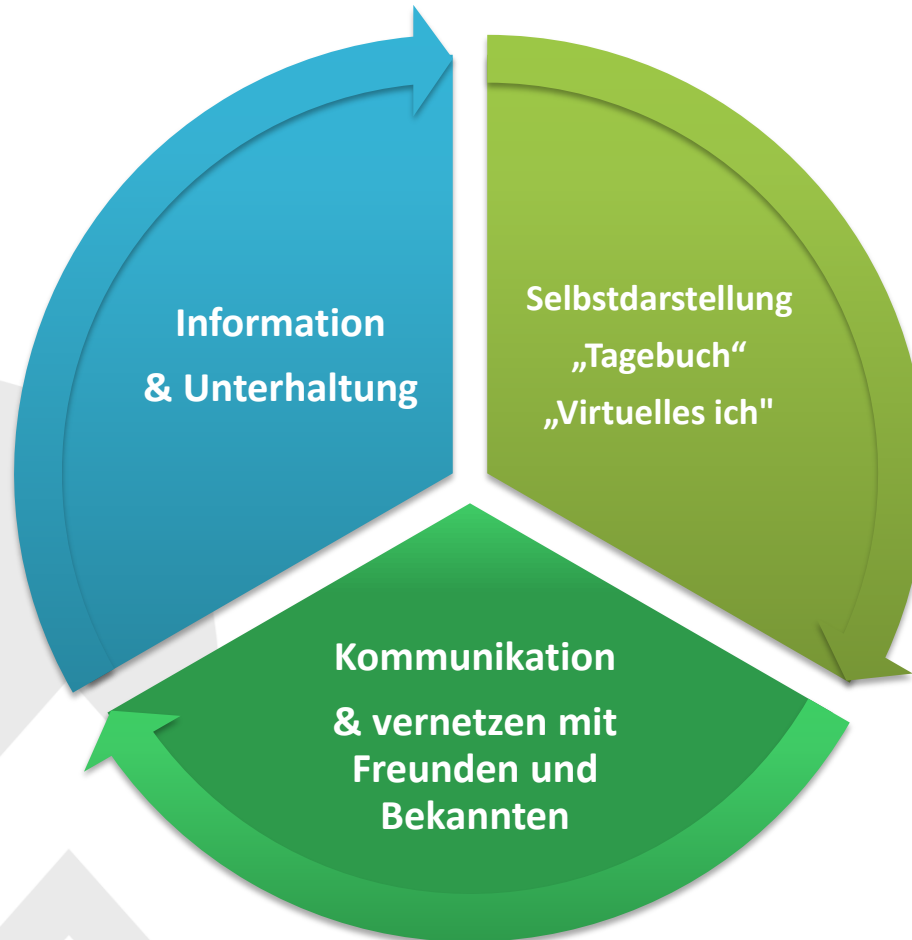 Information
& Unterhaltung
Selbstdarstellung
„Tagebuch“
„Virtuelles ich"
Kommunikation
& vernetzen mit
Freunden und
Bekannten